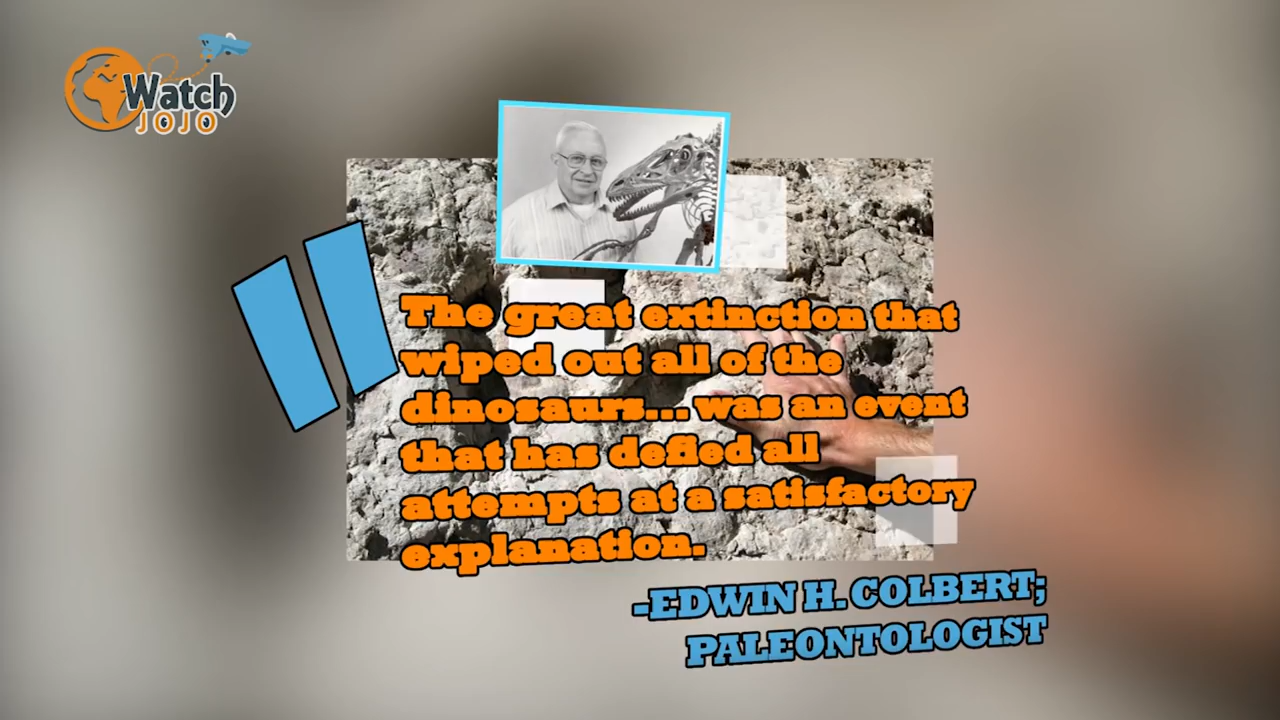 Watch
JOJO
The great extinction that
wiped out all of the
dinosaurs... was an event
that has defied all
attempts at a satisfactory
explanation.
-EDWIN H. COLBERT;
PALEONTOLOGIST